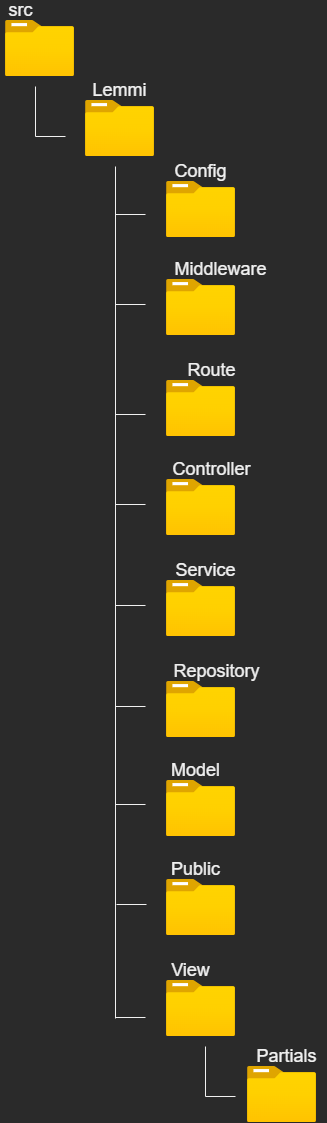 src
Lemmi
Config
Middleware
Route
Controller
Service
Repository
Model
Public
View
Partials